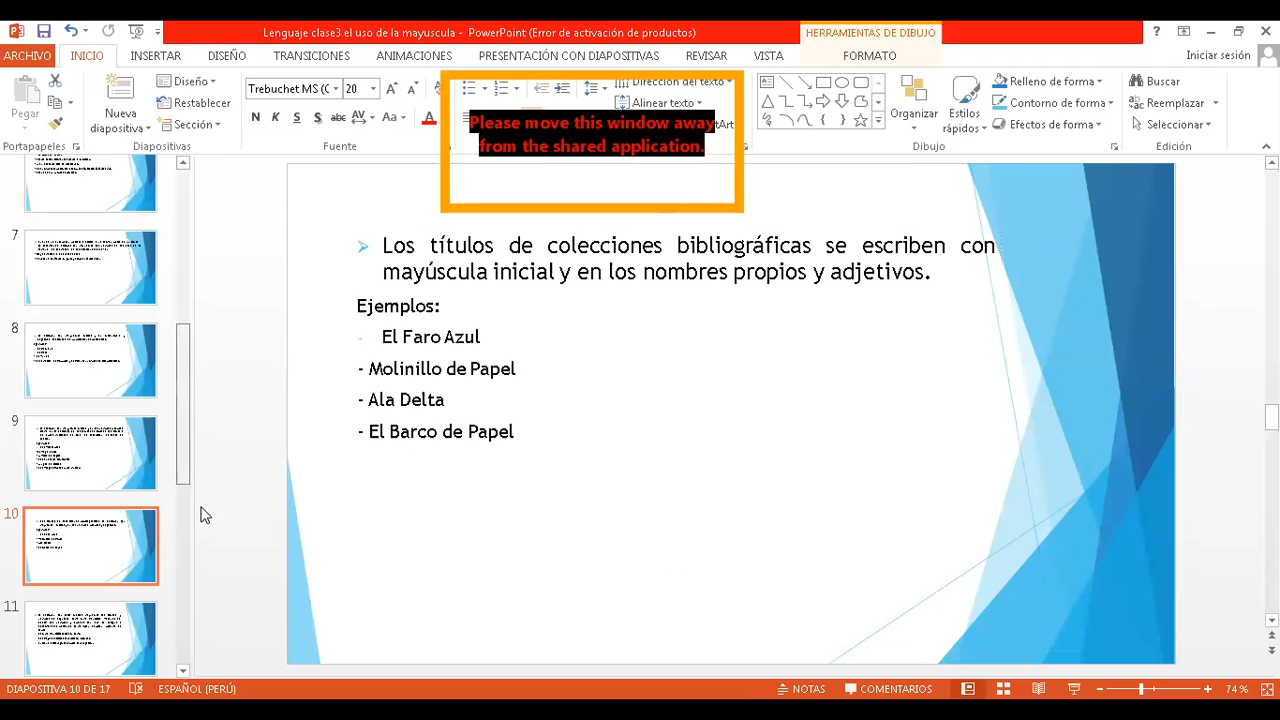 Lenguaje clase3 el uso de la mayuscula - PowerPoint (Error de activación de productos)
HERRAMIENTAS DE DIBUJO
ARCHIVO INICIO INSERTAR DISEÑO TRANSICIONES ANIMACIONES PRESENTACIÓN CON DIAPOSITIVAS REVISAR VISTA FORMATO Iniciar sesión
Pegar
Portapapeles
Nueva diapositiva
Diseño
Restablecer
Sección
Diapositivas
Trebuchet MS (C 20
N K S S abc AV Aa A
Fuente
Dirección del texto
Alinear texto
tArt
Please move this window away
from the shared application.
Organizar
Estilos rápidos
Relleno de forma
Contorno de forma
Efectos de forma
Dibujo
Buscar
Reemplazar
Seleccionar
Edición
7
8
9
10
11
Los títulos de colecciones bibliográficas se escriben con
mayúscula inicial y en los nombres propios y adjetivos.
Ejemplos:
- El Faro Azul
- Molinillo de Papel
- Ala Delta
- El Barco de Papel
DIAPOSITIVA 10 DE 17 ESPAÑOL (PERÚ) NOTAS COMENTARIOS 74 %